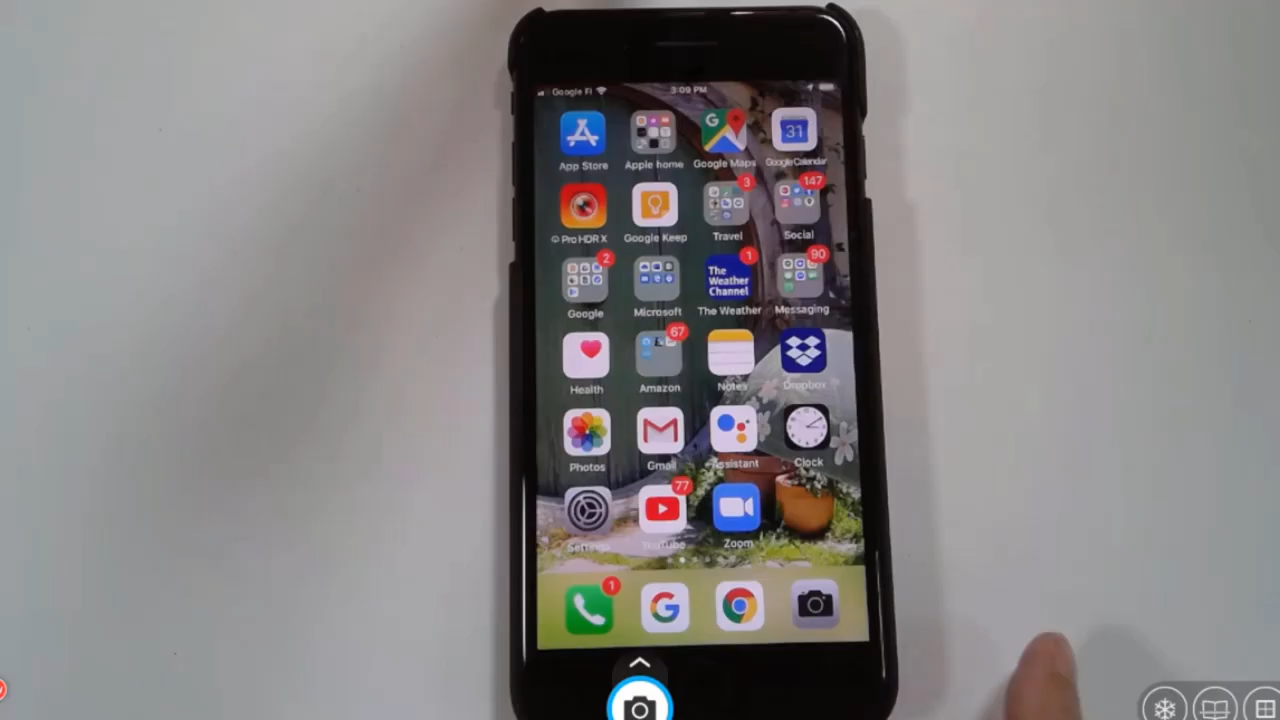 Google Fi 3:09 PM
App Store Apple home Google Maps Google Calendar
31
3 147
Pro HDR X Google Keep Travel Social
2 1 90
The
Weather
Channel
Google Microsoft The Weather Messaging
67
Health Amazon Notes Dropbox
Photos Gmail Assistant Clock
77
Settings YouTube Zoom
1